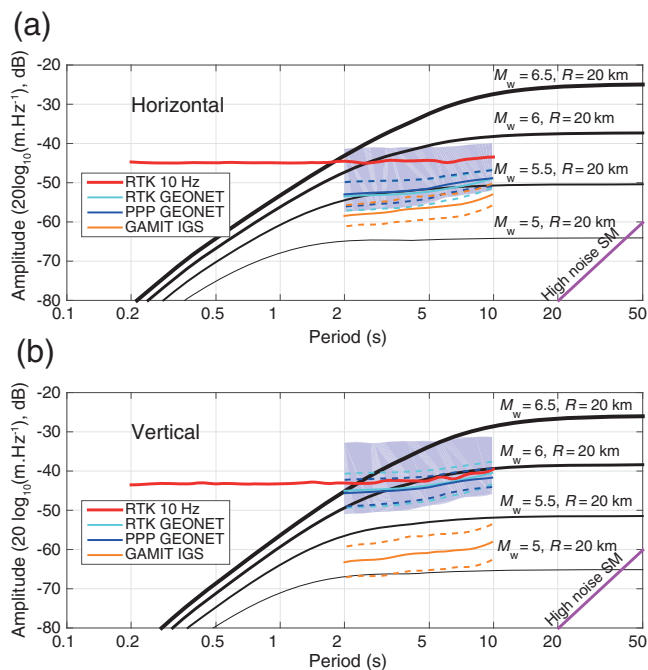 (a)
-20
-30
-40
-50
-60
-70
-80
Amplitude (20log10(m.Hz-1), dB)
Horizontal
Mw = 6.5, R = 20 km
Mw = 6, R = 20 km
Mw = 5.5, R = 20 km
Mw = 5, R = 20 km
High noise SM
RTK 10 Hz
RTK GEONET
PPP GEONET
GAMIT IGS
0.1 0.2 0.5 1 2 5 10 20 50
Period (s)
(b)
-20
-30
-40
-50
-60
-70
-80
Amplitude (20 log10(m.Hz-1), dB)
Vertical
Mw = 6.5, R = 20 km
Mw = 6, R = 20 km
Mw = 5.5, R = 20 km
Mw = 5, R = 20 km
High noise SM
RTK 10 Hz
RTK GEONET
PPP GEONET
GAMIT IGS
0.1 0.2 0.5 1 2 5 10 20 50
Period (s)